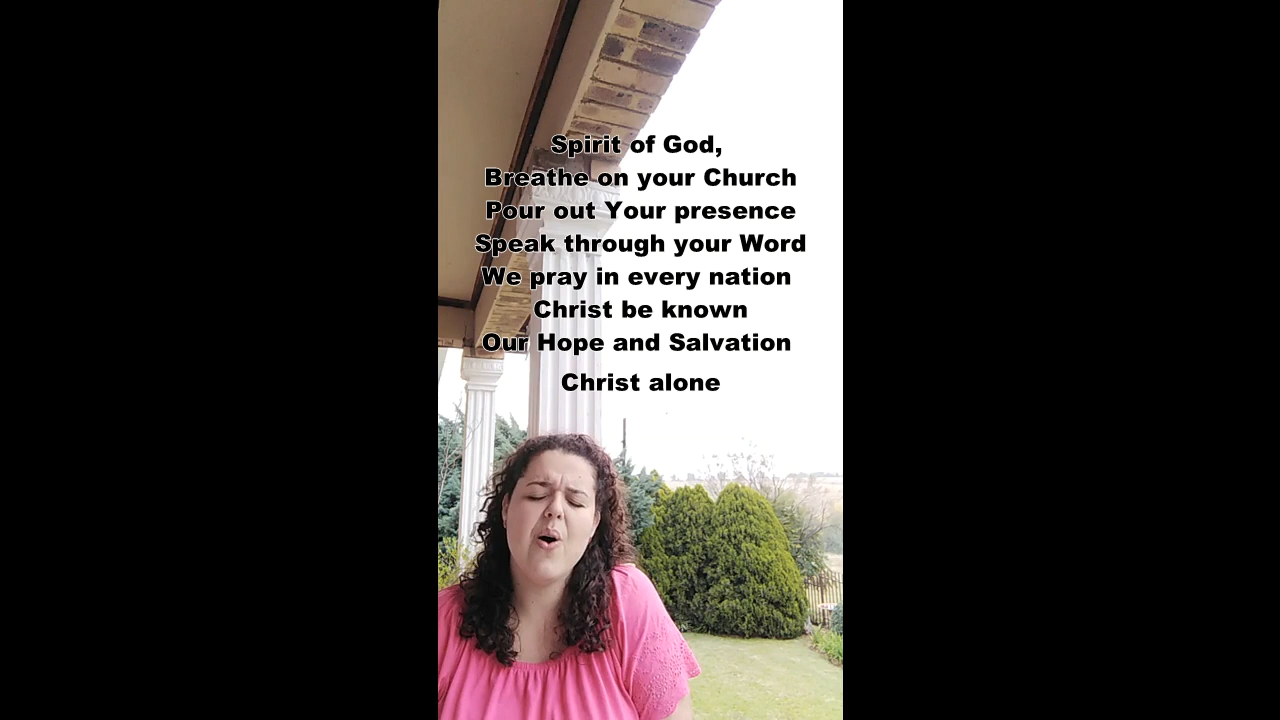 Spirit of God,
Breathe on your Church
Pour out Your presence
Speak through your Word
We pray in every nation
Christ be known
Our Hope and Salvation
Christ alone